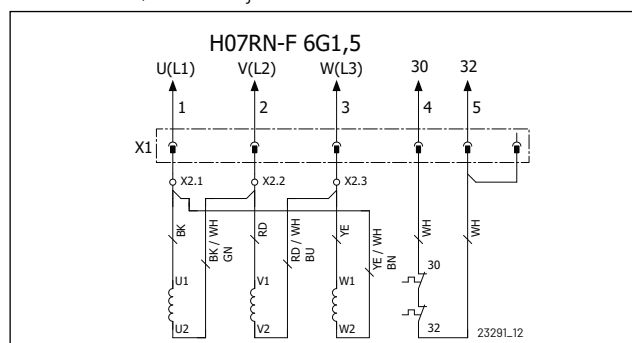 H07RN-F 6G1,5
U(L1) V(L2) W(L3) 30 32
1 2 3 4 5
X1
X2.1 X2.2 X2.3
BK
BK / WH
GN
RD
RD / WH
BU
YE
YE / WH
BN
WH
WH
U1 V1 W1 30
U2 V2 W2 32
23291_12